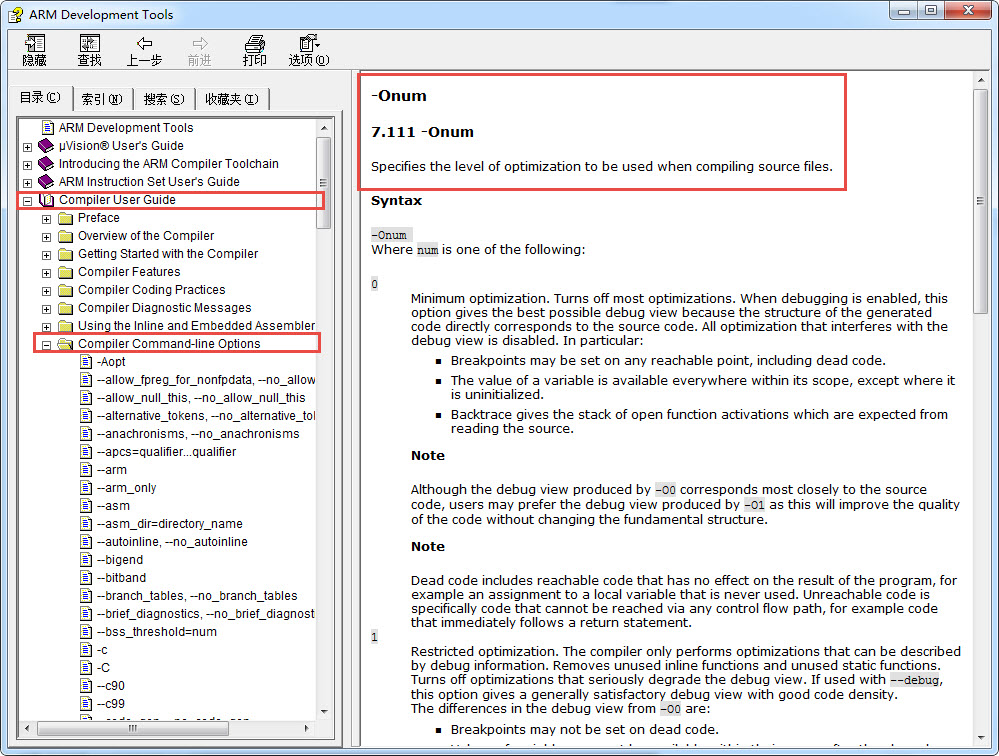 ARM Development Tools
隐藏 查找 上一步 前进 打印 选项(O)
目录(C) 索引(N) 搜索(S) 收藏夹(I)
ARM Development Tools
µVision® User's Guide
Introducing the ARM Compiler Toolchain
ARM Instruction Set User's Guide
Compiler User Guide
Preface
Overview of the Compiler
Getting Started with the Compiler
Compiler Features
Compiler Coding Practices
Compiler Diagnostic Messages
Using the Inline and Embedded Assembler
Compiler Command-line Options
-Aopt
--allow_fpreg_for_nonfpdata, --no_allow
--allow_null_this, --no_allow_null_this
--alternative_tokens, --no_alternative_to
--anachronisms, --no_anachronisms
--apcs=qualifier...qualifier
--arm
--arm_only
--asm
--asm_dir=directory_name
--autoinline, --no_autoinline
--bigend
--bitband
--branch_tables, --no_branch_tables
--brief_diagnostics, --no_brief_diagnost
--bss_threshold=num
-c
-C
--c90
--c99
-Onum
7.111 -Onum
Specifies the level of optimization to be used when compiling source files.
Syntax
-Onum
Where num is one of the following:
0
Minimum optimization. Turns off most optimizations. When debugging is enabled, this
option gives the best possible debug view because the structure of the generated
code directly corresponds to the source code. All optimization that interferes with the
debug view is disabled. In particular:
▪ Breakpoints may be set on any reachable point, including dead code.
▪ The value of a variable is available everywhere within its scope, except where it
is uninitialized.
▪ Backtrace gives the stack of open function activations which are expected from
reading the source.
Note
Although the debug view produced by -O0 corresponds most closely to the source
code, users may prefer the debug view produced by -O1 as this will improve the quality
of the code without changing the fundamental structure.
Note
Dead code includes reachable code that has no effect on the result of the program, for
example an assignment to a local variable that is never used. Unreachable code is
specifically code that cannot be reached via any control flow path, for example code
that immediately follows a return statement.
1
Restricted optimization. The compiler only performs optimizations that can be described
by debug information. Removes unused inline functions and unused static functions.
Turns off optimizations that seriously degrade the debug view. If used with --debug,
this option gives a generally satisfactory debug view with good code density.
The differences in the debug view from -O0 are:
▪ Breakpoints may not be set on dead code.